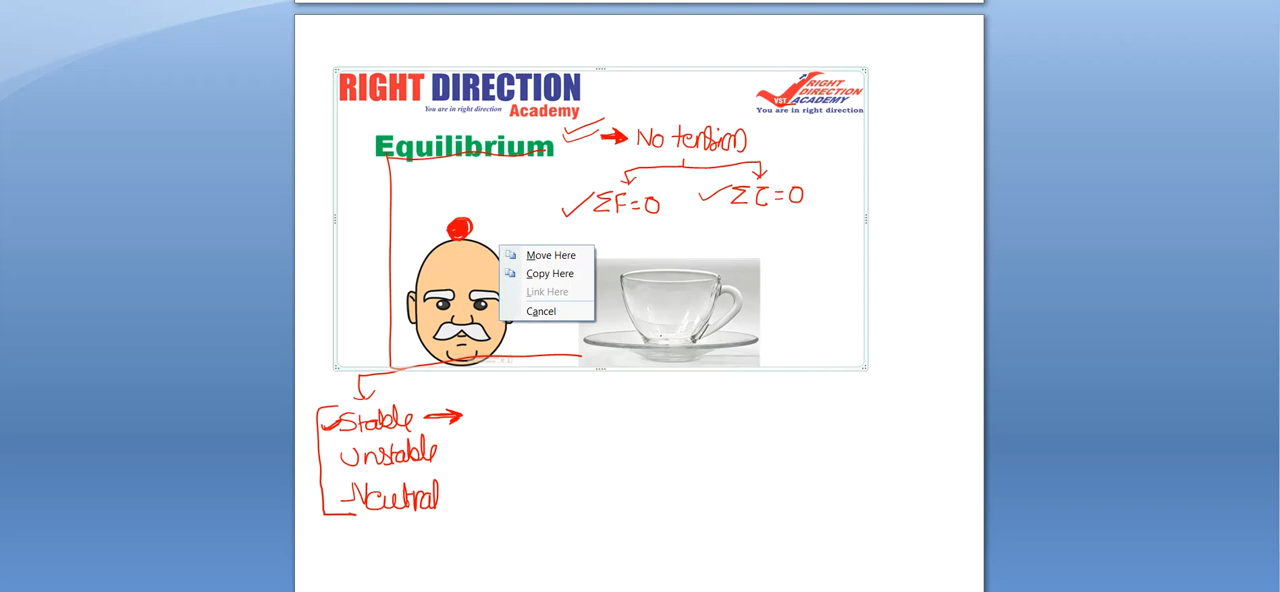 RIGHT DIRECTION
You are in right direction
Academy
RIGHT
DIRECTION
VST ACADEMY
You are in right direction
Equilibrium
No tension
ΣF=0
Στ=0
Move Here
Copy Here
Link Here
Cancel
Stable
Unstable
Neutral